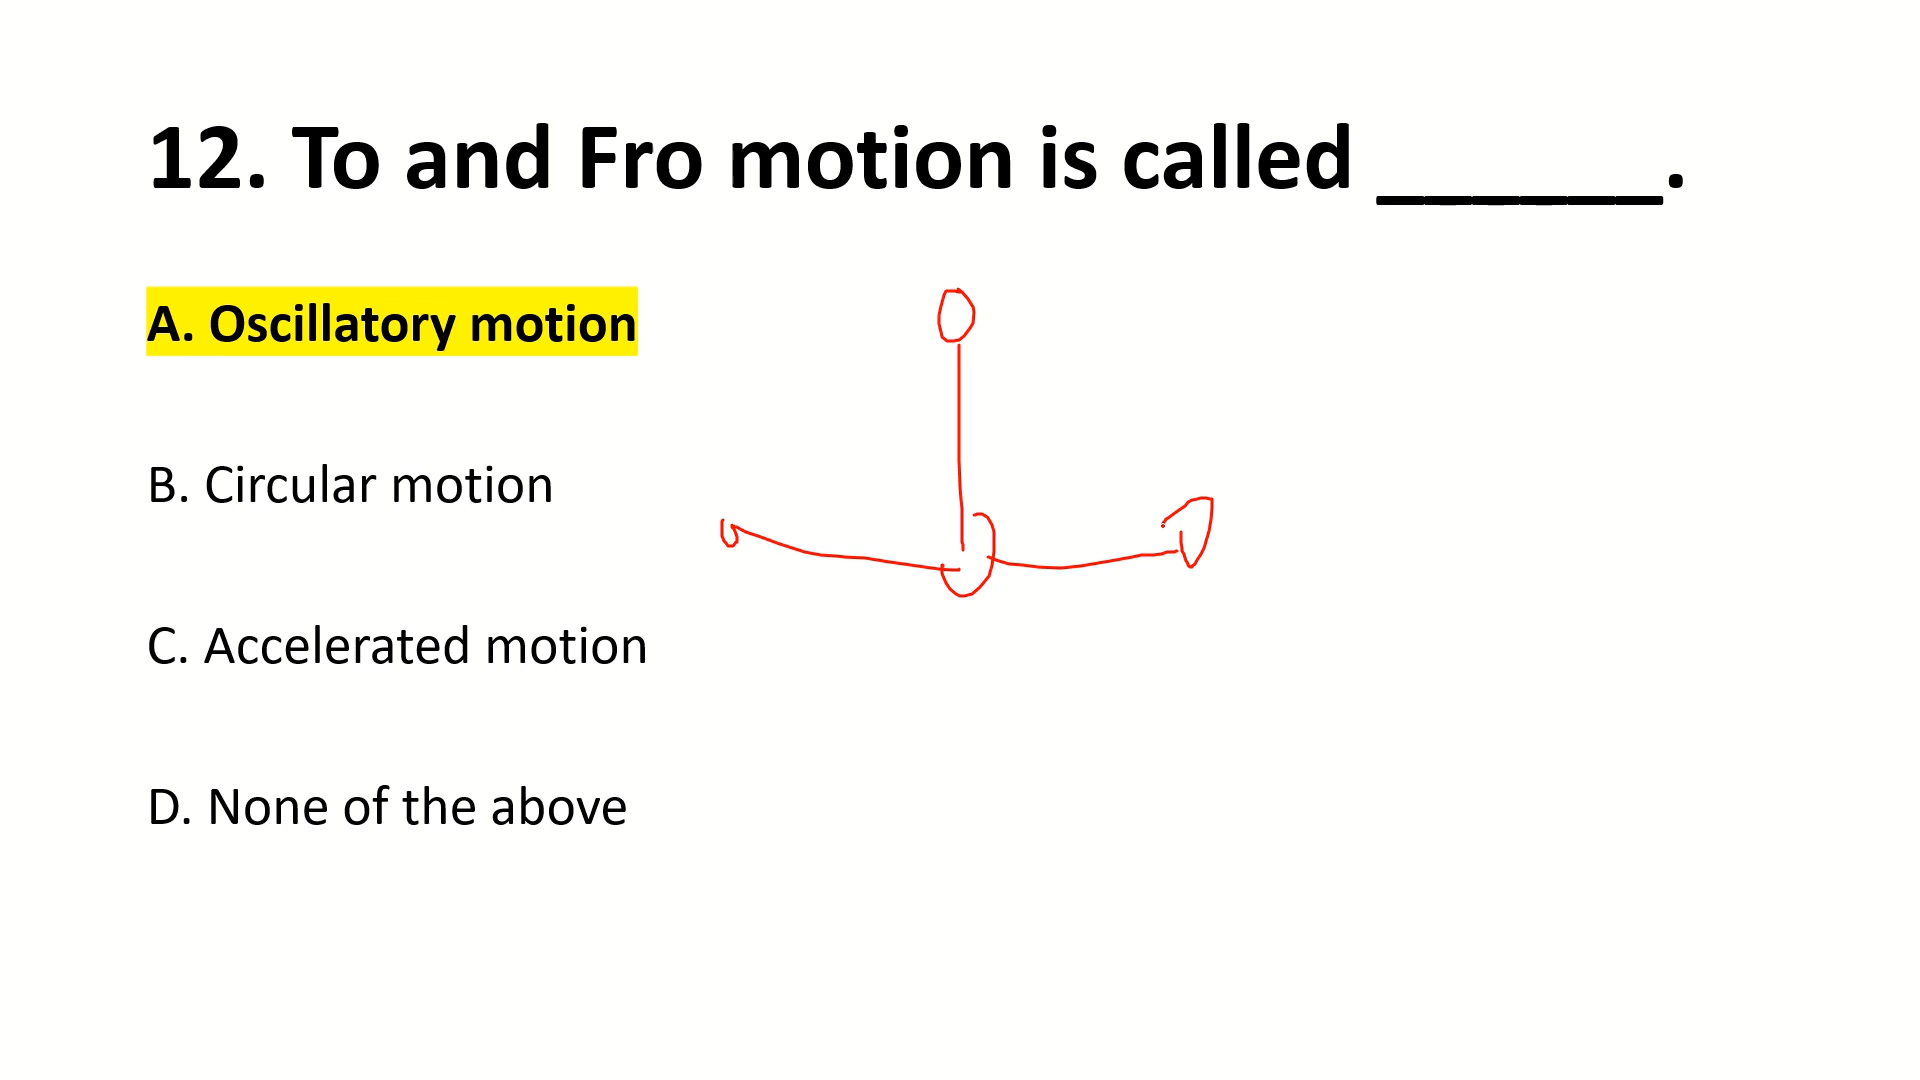 12. To and Fro motion is called ______.
A. Oscillatory motion
B. Circular motion
C. Accelerated motion
D. None of the above